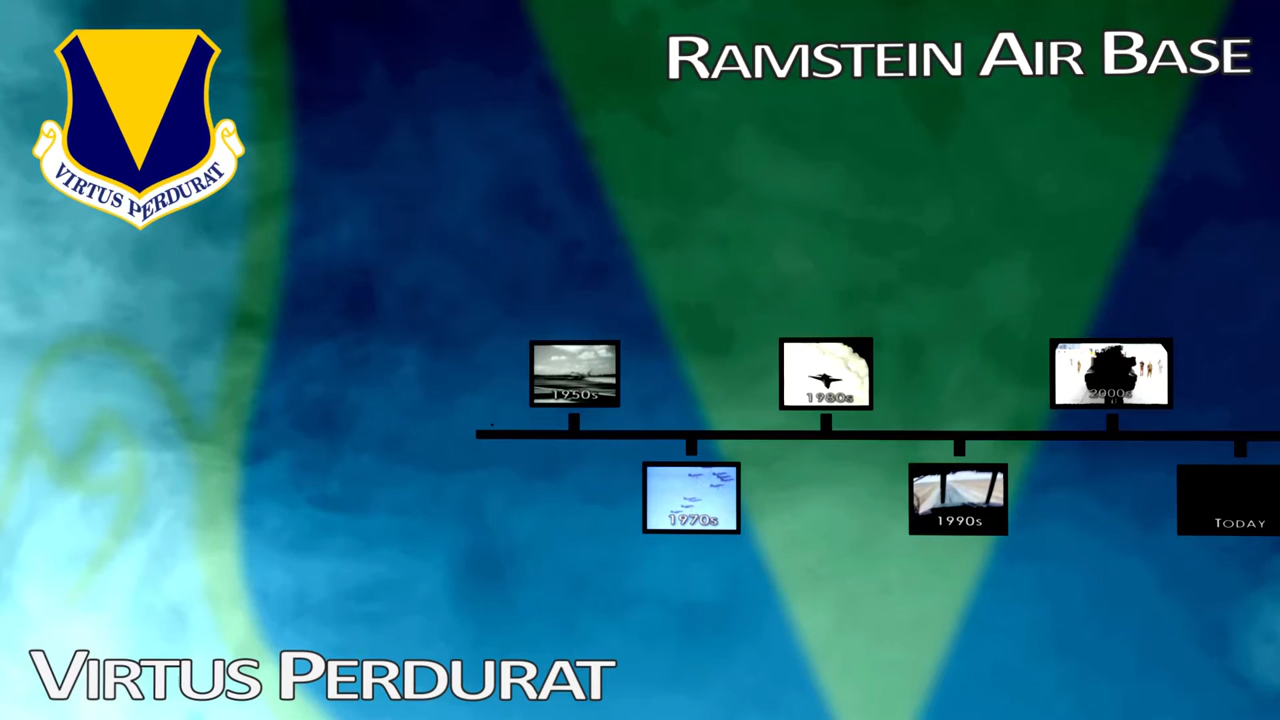 RAMSTEIN AIR BASE
VIRTUS PERDURAT
1950s
1980s
2000s
1970s
1990s
TODAY
VIRTUS PERDURAT